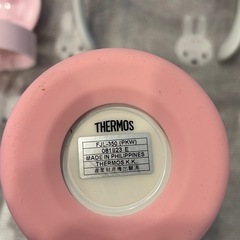 THERMOS
FJL-350 (PKW)
081023 E
MADE IN PHILIPPINES
THERMOS K.K.